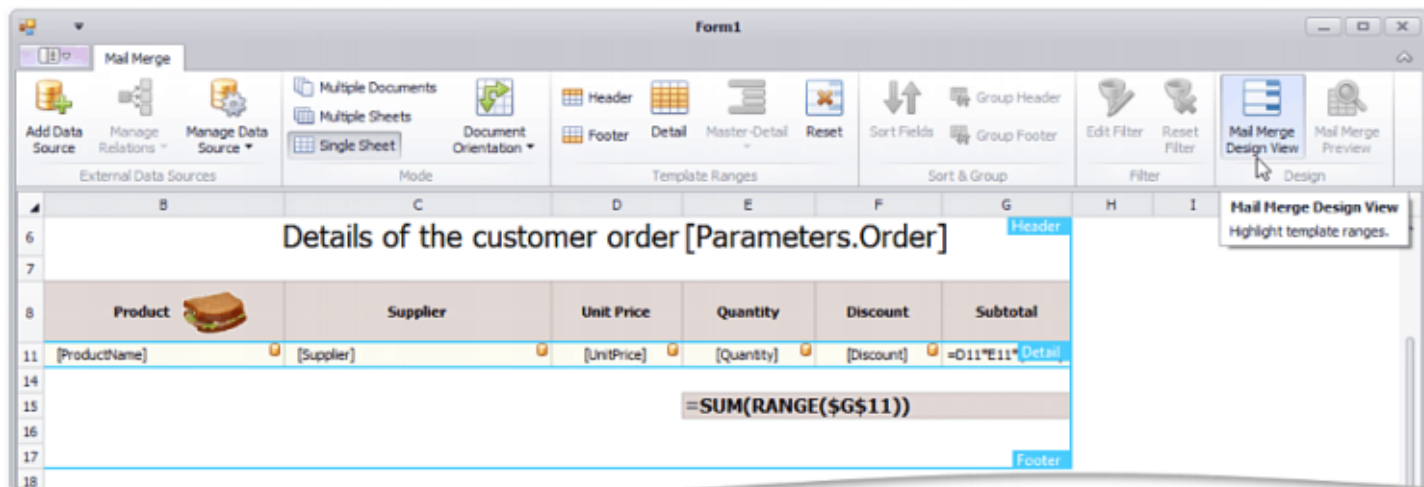 Form1
Mail Merge
Add Data Source
Manage Relations
Manage Data Source
External Data Sources
Multiple Documents
Multiple Sheets
Single Sheet
Document Orientation
Mode
Header
Footer
Detail
Master-Detail
Reset
Template Ranges
Sort Fields
Group Header
Group Footer
Sort & Group
Edit Filter
Reset Filter
Filter
Mail Merge Design View
Mail Merge Preview
Design
Mail Merge Design View
Highlight template ranges.
B C D E F G H I
6 Details of the customer order [Parameters.Order] Header
7
8 Product Supplier Unit Price Quantity Discount Subtotal
11 [ProductName] [Supplier] [UnitPrice] [Quantity] [Discount] =D11*E11* Detail
14
15 =SUM(RANGE($G$11))
16
17 Footer
18